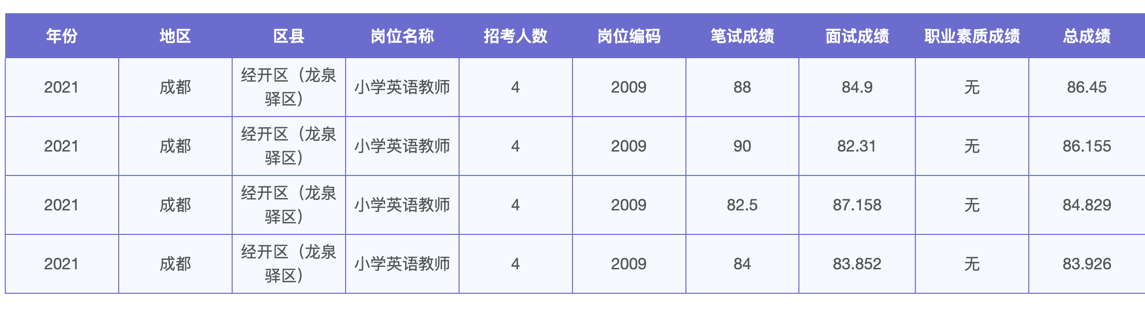 年份 地区 区县 岗位名称 招考人数 岗位编码 笔试成绩 面试成绩 职业素质成绩 总成绩
2021 成都 经开区（龙泉驿区） 小学英语教师 4 2009 88 84.9 无 86.45
2021 成都 经开区（龙泉驿区） 小学英语教师 4 2009 90 82.31 无 86.155
2021 成都 经开区（龙泉驿区） 小学英语教师 4 2009 82.5 87.158 无 84.829
2021 成都 经开区（龙泉驿区） 小学英语教师 4 2009 84 83.852 无 83.926